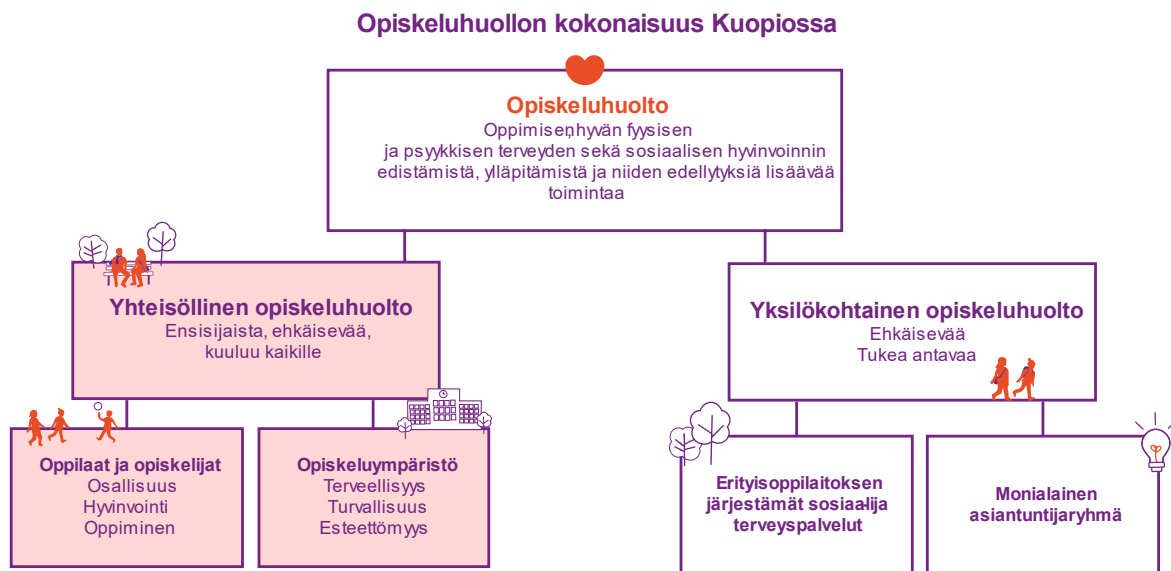 Opiskeluhuollon kokonaisuus Kuopiossa
Opiskeluhuolto
Oppimisen,hyvän fyysisen
ja psyykkisen terveyden sekä sosiaalisen hyvinvoinnin
edistämistä, ylläpitämistä ja niiden edellytyksiä lisäävää
toimintaa
Yhteisöllinen opiskeluhuolto
Ensisijaista, ehkäisevää,
kuuluu kaikille
Yksilökohtainen opiskeluhuolto
Ehkäisevää
Tukea antavaa
Oppilaat ja opiskelijat
Osallisuus
Hyvinvointi
Oppiminen
Opiskeluympäristö
Terveellisyys
Turvallisuus
Esteettömyys
Erityisoppilaitoksen
järjestämät sosiaali-ja
terveyspalvelut
Monialainen
asiantuntijaryhmä